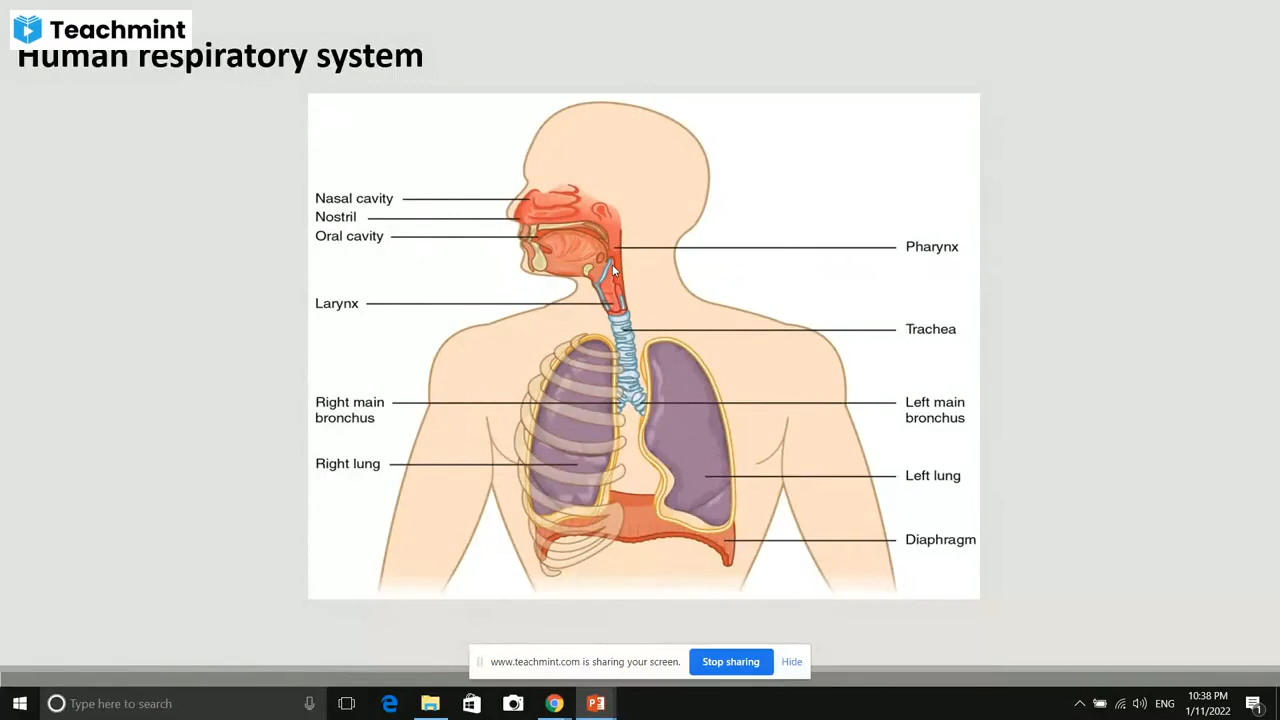 Teachmint
Human respiratory system
Nasal cavity
Nostril
Oral cavity
Pharynx
Larynx
Trachea
Right main
bronchus
Left main
bronchus
Right lung
Left lung
Diaphragm
www.teachmint.com is sharing your screen.
Stop sharing
Hide
Type here to search
ENG
10:38 PM
1/11/2022
1